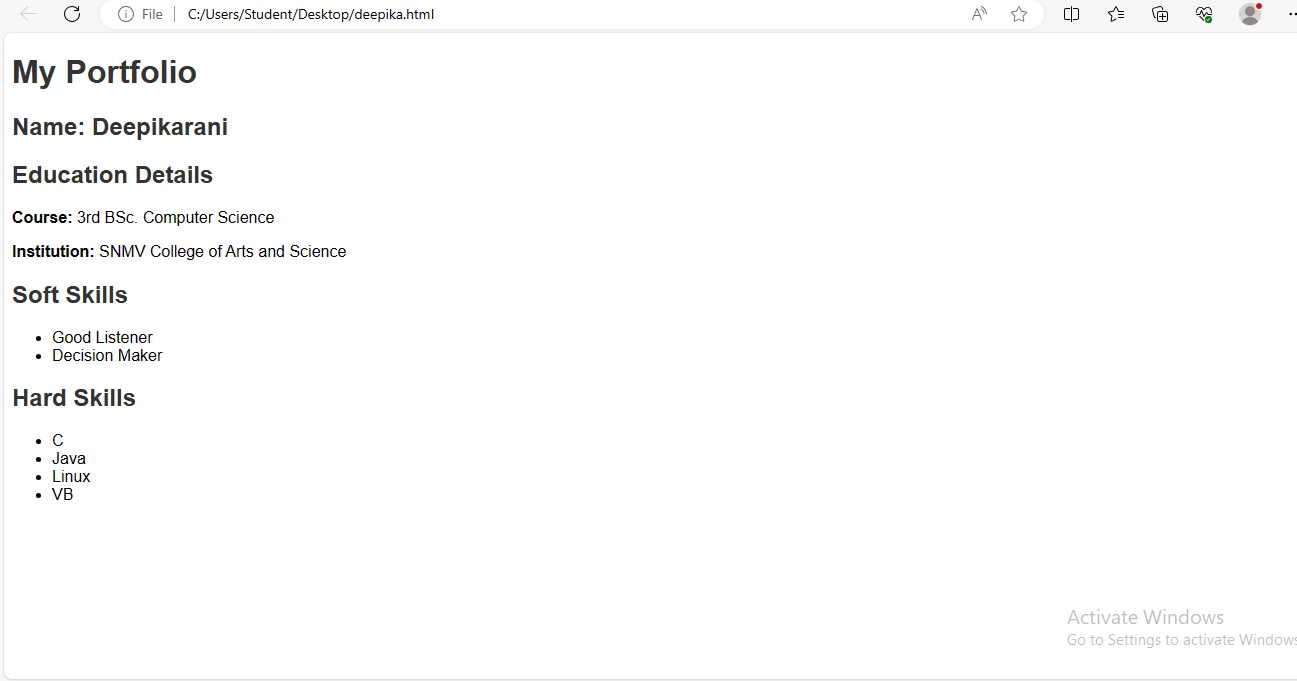 File
C:/Users/Student/Desktop/deepika.html
My Portfolio
Name: Deepikarani
Education Details
Course: 3rd BSc. Computer Science
Institution: SNMV College of Arts and Science
Soft Skills
Good Listener
Decision Maker
Hard Skills
C
Java
Linux
VB
Activate Windows
Go to Settings to activate Windows